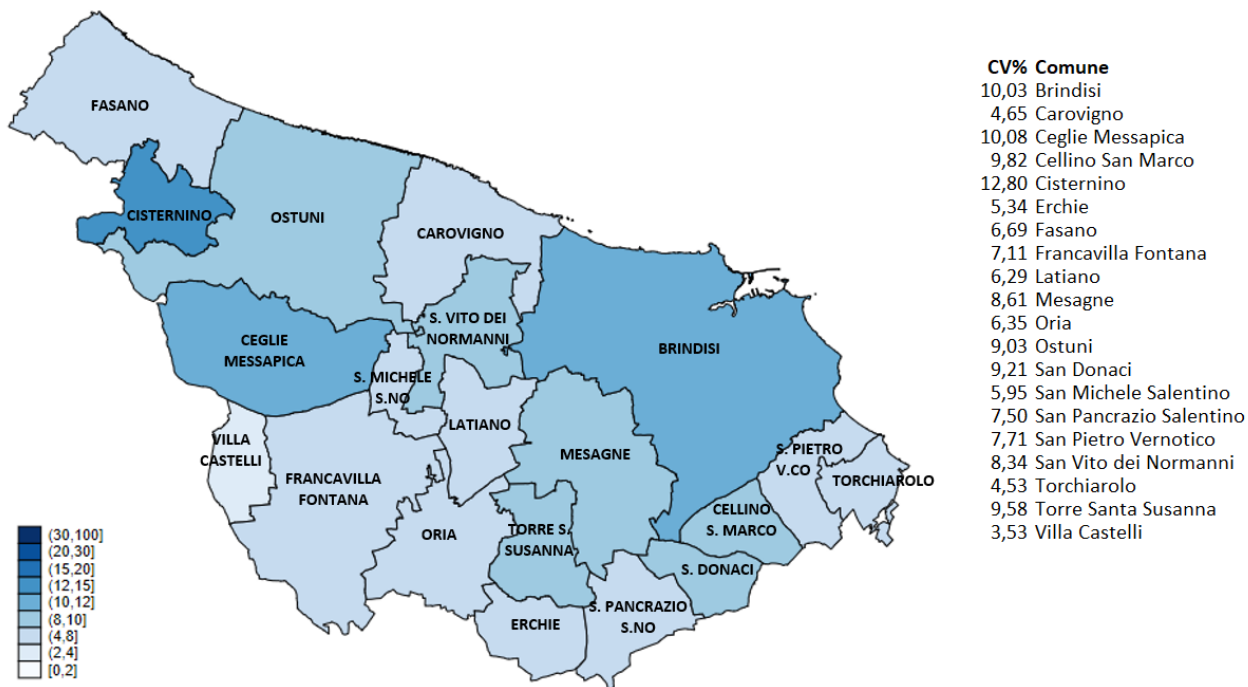 FASANO
CISTERNINO
OSTUNI
CAROVIGNO
S. VITO DEI
NORMANNI
CEGLIE
MESSAPICA
BRINDISI
S. MICHELE
S.NO
LATIANO
VILLA
CASTELLI
FRANCAVILLA
FONTANA
MESAGNE
S. PIETRO
V.CO
TORCHIAROLO
CELLINO
S. MARCO
ORIA
TORRE S.
SUSANNA
S. DONACI
S. PANCRAZIO
S.NO
ERCHIE
(30,100]
(20,30]
(15,20]
(12,15]
(10,12]
(8,10]
(4,8]
(2,4]
[0,2]
CV% Comune
10,03 Brindisi
4,65 Carovigno
10,08 Ceglie Messapica
9,82 Cellino San Marco
12,80 Cisternino
5,34 Erchie
6,69 Fasano
7,11 Francavilla Fontana
6,29 Latiano
8,61 Mesagne
6,35 Oria
9,03 Ostuni
9,21 San Donaci
5,95 San Michele Salentino
7,50 San Pancrazio Salentino
7,71 San Pietro Vernotico
8,34 San Vito dei Normanni
4,53 Torchiarolo
9,58 Torre Santa Susanna
3,53 Villa Castelli